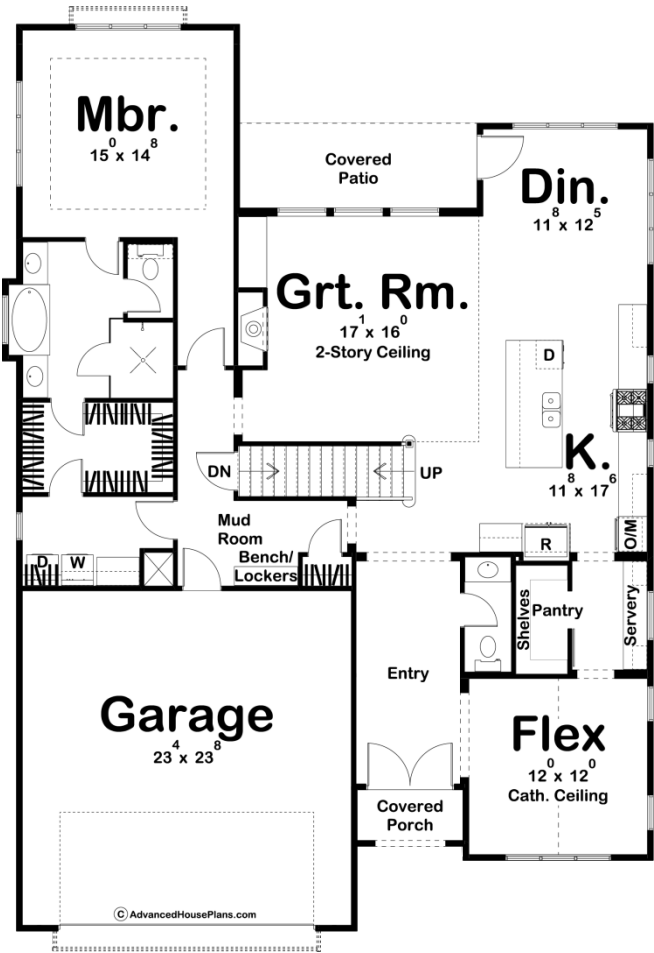 Mbr.
15⁰ x 14⁸
Covered
Patio
Din.
11⁸ x 12⁵
Grt. Rm.
17¹ x 16⁰
2-Story Ceiling
D
K.
11⁸ x 17⁶
DN
UP
Mud
Room
Bench/
Lockers
D
W
R
O/M
Shelves
Pantry
Servery
Entry
Garage
23⁴ x 23⁸
Flex
12⁰ x 12⁰
Cath. Ceiling
Covered
Porch
© AdvancedHousePlans.com